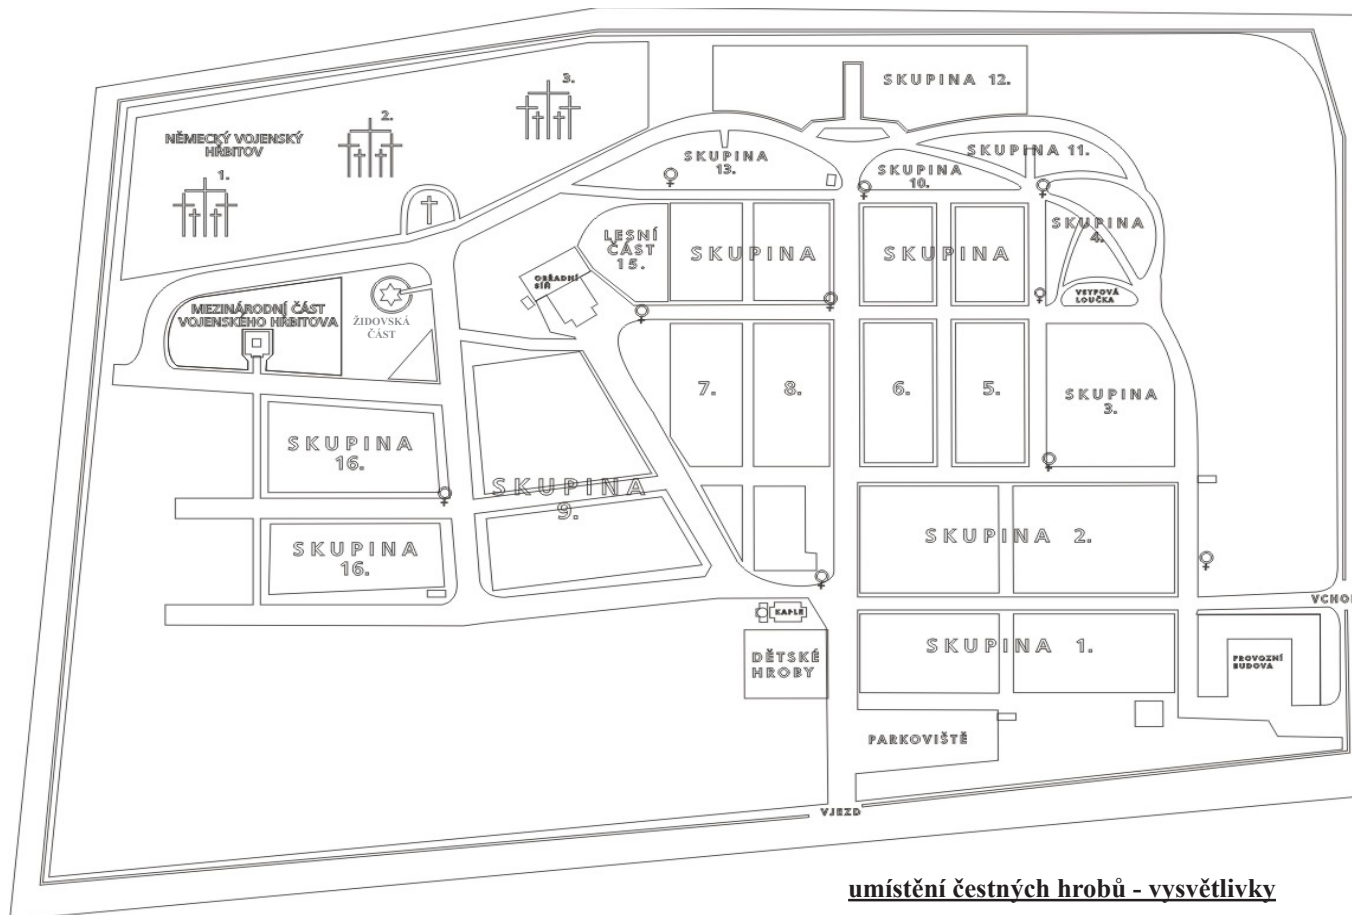 3.
SKUPINA 12.
2.
NĚMECKÝ VOJENSKÝ
HŘBITOV
1.
SKUPINA
13.
SKUPINA 11.
SKUPINA
10.
SKUPINA
4.
LESNÍ
ČÁST
15.
SKUPINA
SKUPINA
OBŘADNÍ
SÍŇ
VSYPOVÁ
LOUČKA
MEZINÁRODNÍ ČÁST
VOJENSKÉHO HŘBITOVA
ŽIDOVSKÁ
ČÁST
7.
8.
6.
5.
SKUPINA
3.
SKUPINA
16.
SKUPINA
9.
SKUPINA 2.
SKUPINA
16.
VCHOD
KAPLE
SKUPINA 1.
DĚTSKÉ
HROBY
PROVOZNÍ
BUDOVA
PARKOVIŠTĚ
VJEZD
umístění čestných hrobů - vysvětlivky